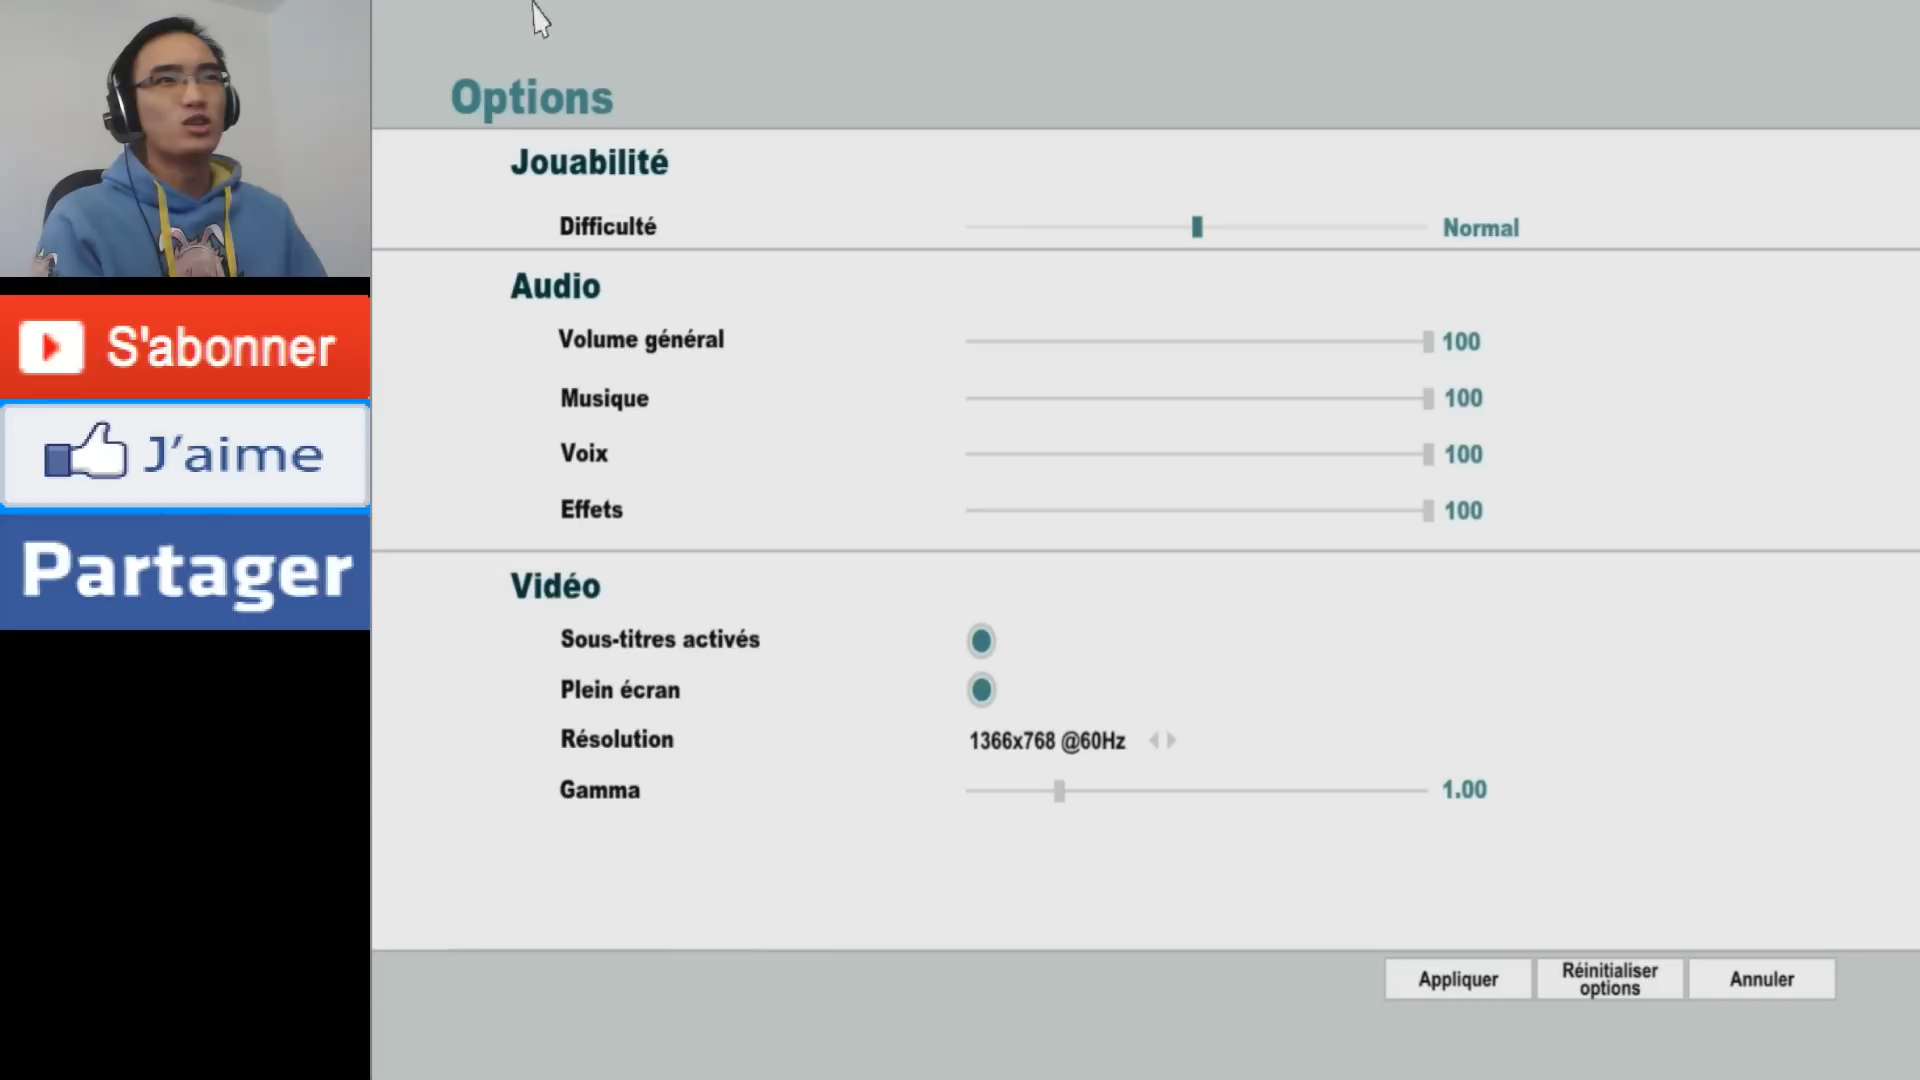 Options
Jouabilité
Difficulté
Normal
Audio
Volume général
100
Musique
100
Voix
100
Effets
100
Vidéo
Sous-titres activés
Plein écran
Résolution
1366x768 @60Hz
Gamma
1.00
Appliquer
Réinitialiser
options
Annuler
S'abonner
J'aime
Partager